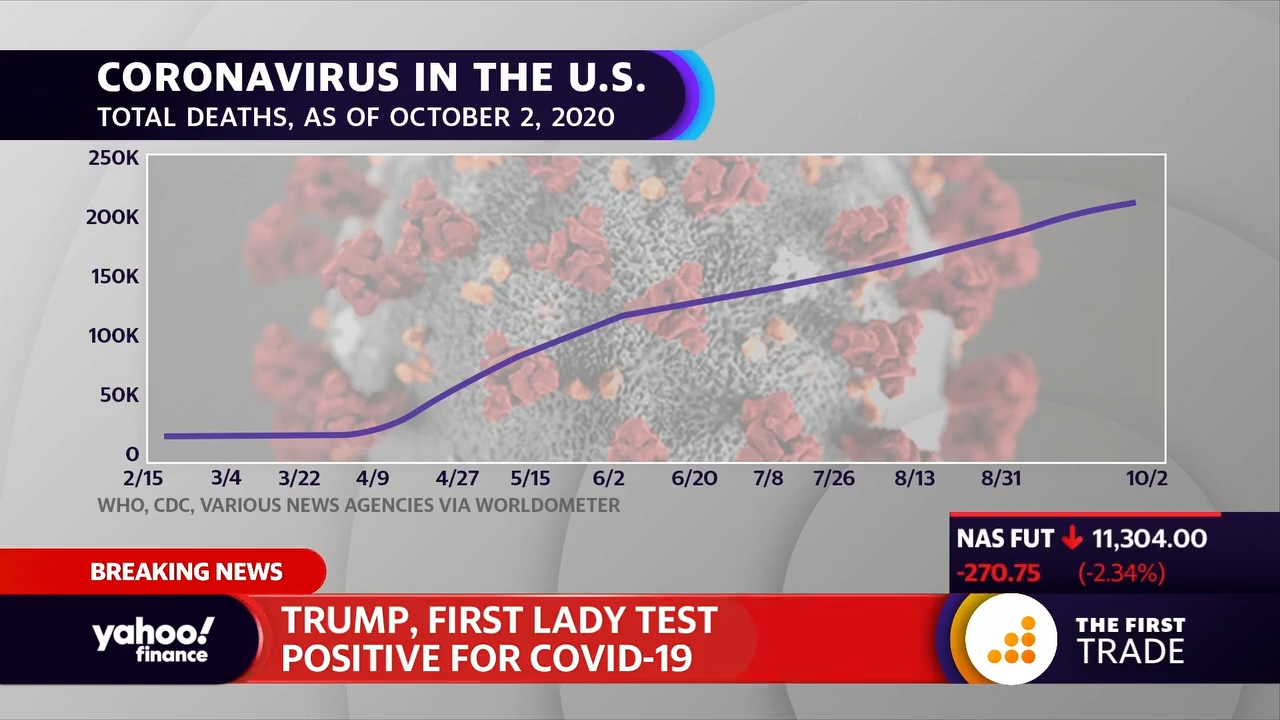 CORONAVIRUS IN THE U.S.
TOTAL DEATHS, AS OF OCTOBER 2, 2020
250K
200K
150K
100K
50K
0
2/15 3/4 3/22 4/9 4/27 5/15 6/2 6/20 7/8 7/26 8/13 8/31 10/2
WHO, CDC, VARIOUS NEWS AGENCIES VIA WORLDOMETER
NAS FUT 11,304.00
-270.75 (-2.34%)
BREAKING NEWS
yahoo!
finance
TRUMP, FIRST LADY TEST
POSITIVE FOR COVID-19
THE FIRST
TRADE